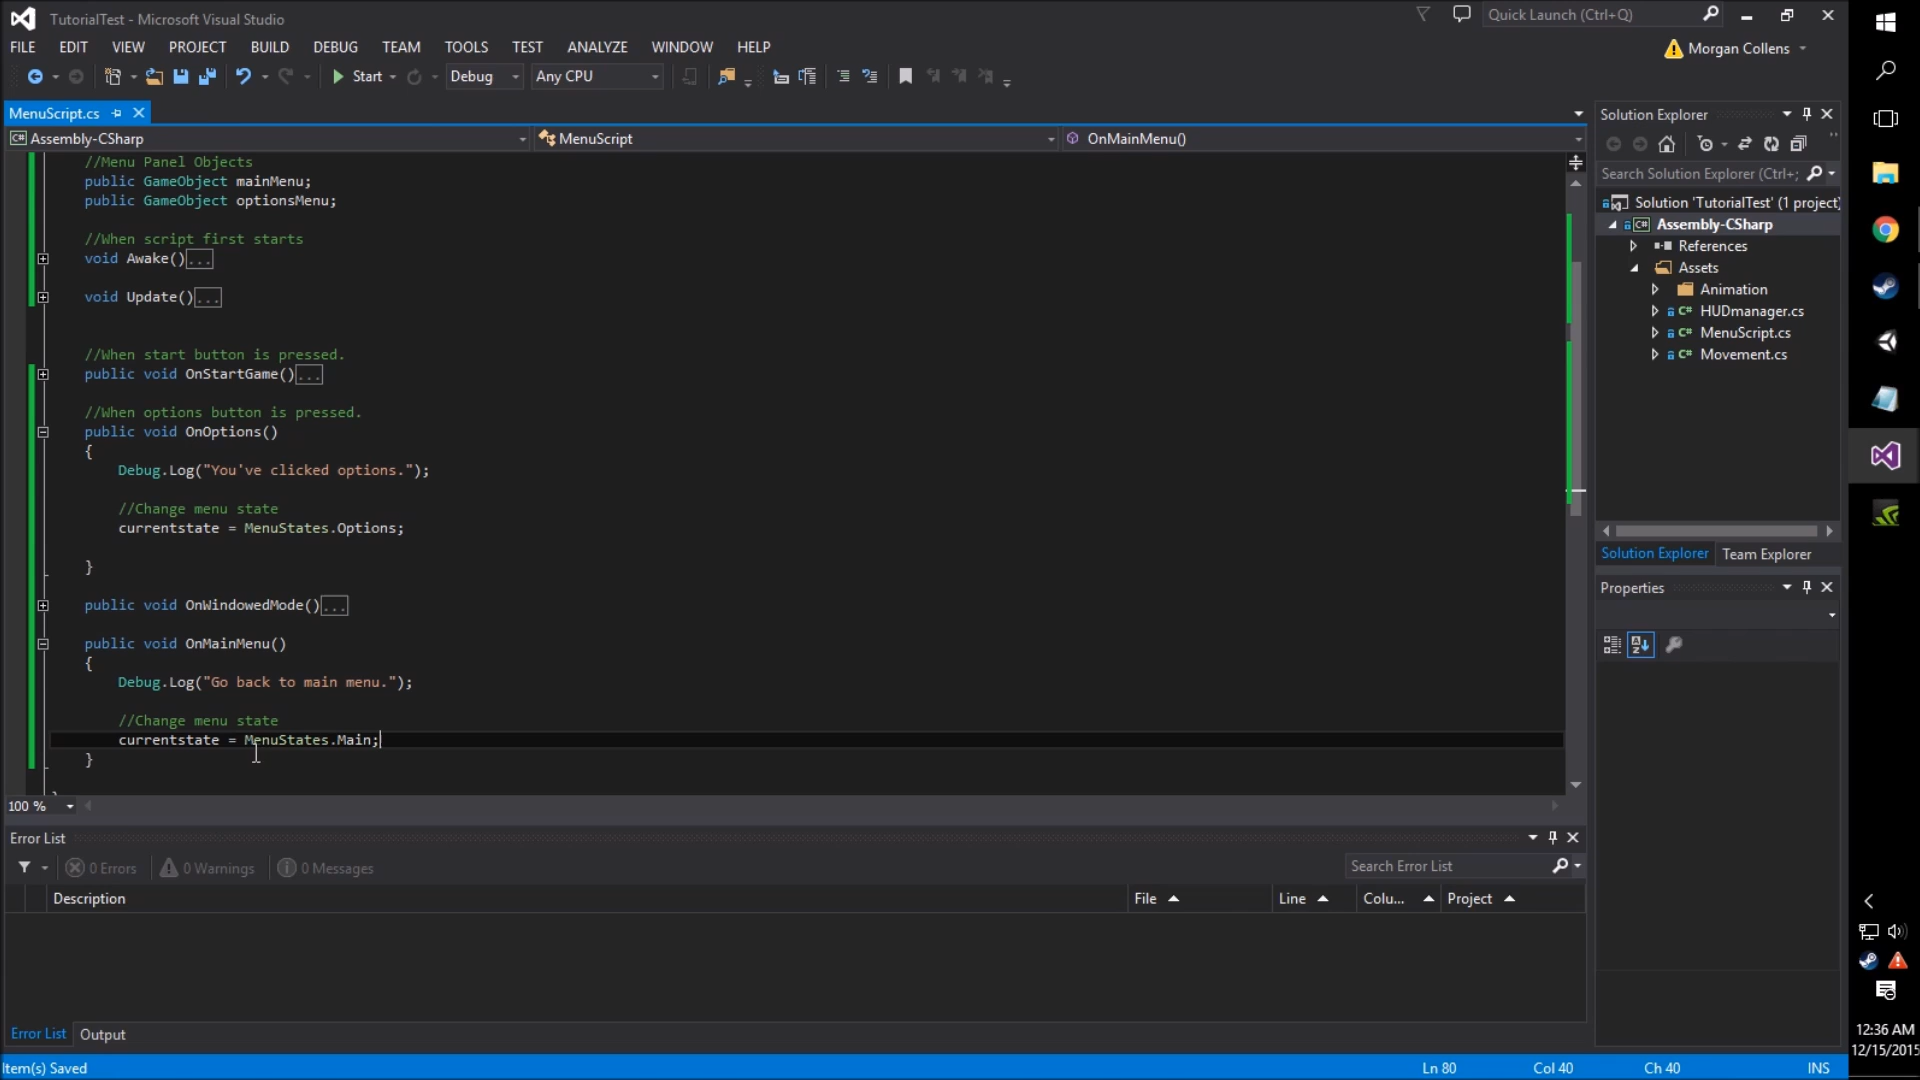 TutorialTest - Microsoft Visual Studio
Quick Launch (Ctrl+Q)
FILE EDIT VIEW PROJECT BUILD DEBUG TEAM TOOLS TEST ANALYZE WINDOW HELP
Morgan Collens
Start Debug Any CPU
MenuScript.cs
Assembly-CSharp MenuScript OnMainMenu()
//Menu Panel Objects
public GameObject mainMenu;
public GameObject optionsMenu;
//When script first starts
void Awake()...
void Update()...
//When start button is pressed.
public void OnStartGame()...
//When options button is pressed.
public void OnOptions()
{
Debug.Log("You've clicked options.");
//Change menu state
currentstate = MenuStates.Options;
}
public void OnWindowedMode()...
public void OnMainMenu()
{
Debug.Log("Go back to main menu.");
//Change menu state
currentstate = MenuStates.Main;
}
100 %
Solution Explorer
Search Solution Explorer (Ctrl+;
Solution 'TutorialTest' (1 project)
C# Assembly-CSharp
References
Assets
Animation
C# HUDmanager.cs
C# MenuScript.cs
C# Movement.cs
Solution Explorer Team Explorer
Properties
Error List
0 Errors 0 Warnings 0 Messages
Search Error List
Description File Line Colu... Project
Error List Output
Item(s) Saved
Ln 80 Col 40 Ch 40 INS
12:36 AM
12/15/2015